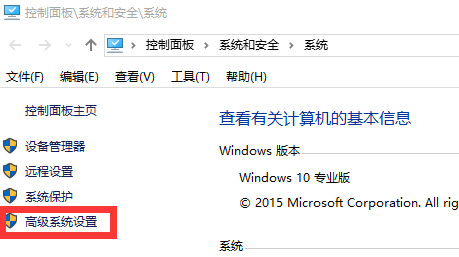 控制面板\系统和安全\系统
控制面板 > 系统和安全 > 系统
文件(F) 编辑(E) 查看(V) 工具(T) 帮助(H)
控制面板主页
设备管理器
远程设置
系统保护
高级系统设置
查看有关计算机的基本信息
Windows 版本
Windows 10 专业版
© 2015 Microsoft Corporation. All rig
系统